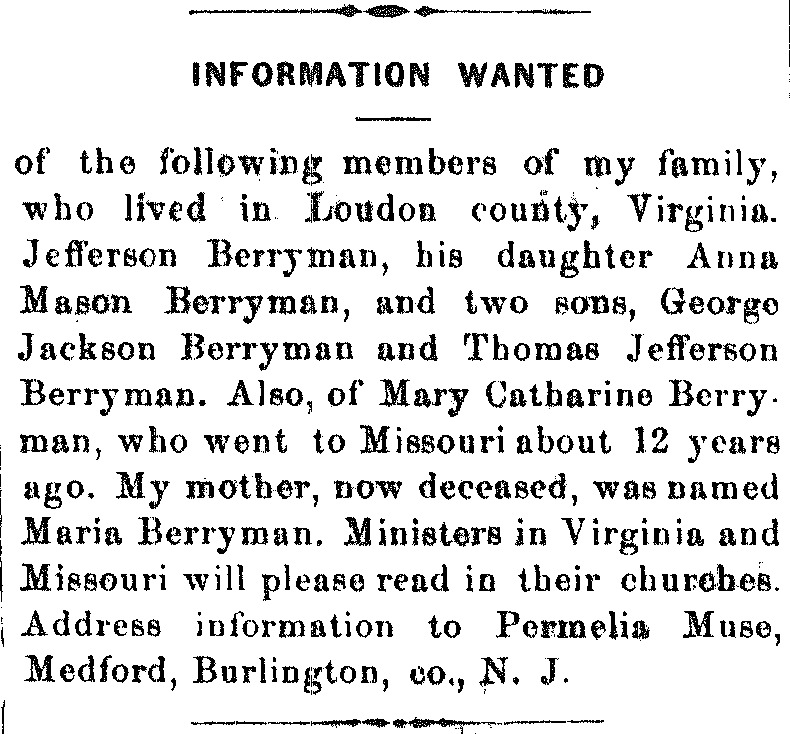 INFORMATION WANTED
of the following members of my family,
who lived in Loudon county, Virginia.
Jefferson Berryman, his daughter Anna
Mason Berryman, and two sons, George
Jackson Berryman and Thomas Jefferson
Berryman. Also, of Mary Catharine Berry-
man, who went to Missouri about 12 years
ago. My mother, now deceased, was named
Maria Berryman. Ministers in Virginia and
Missouri will please read in their churches.
Address information to Permelia Muse,
Medford, Burlington, co., N. J.